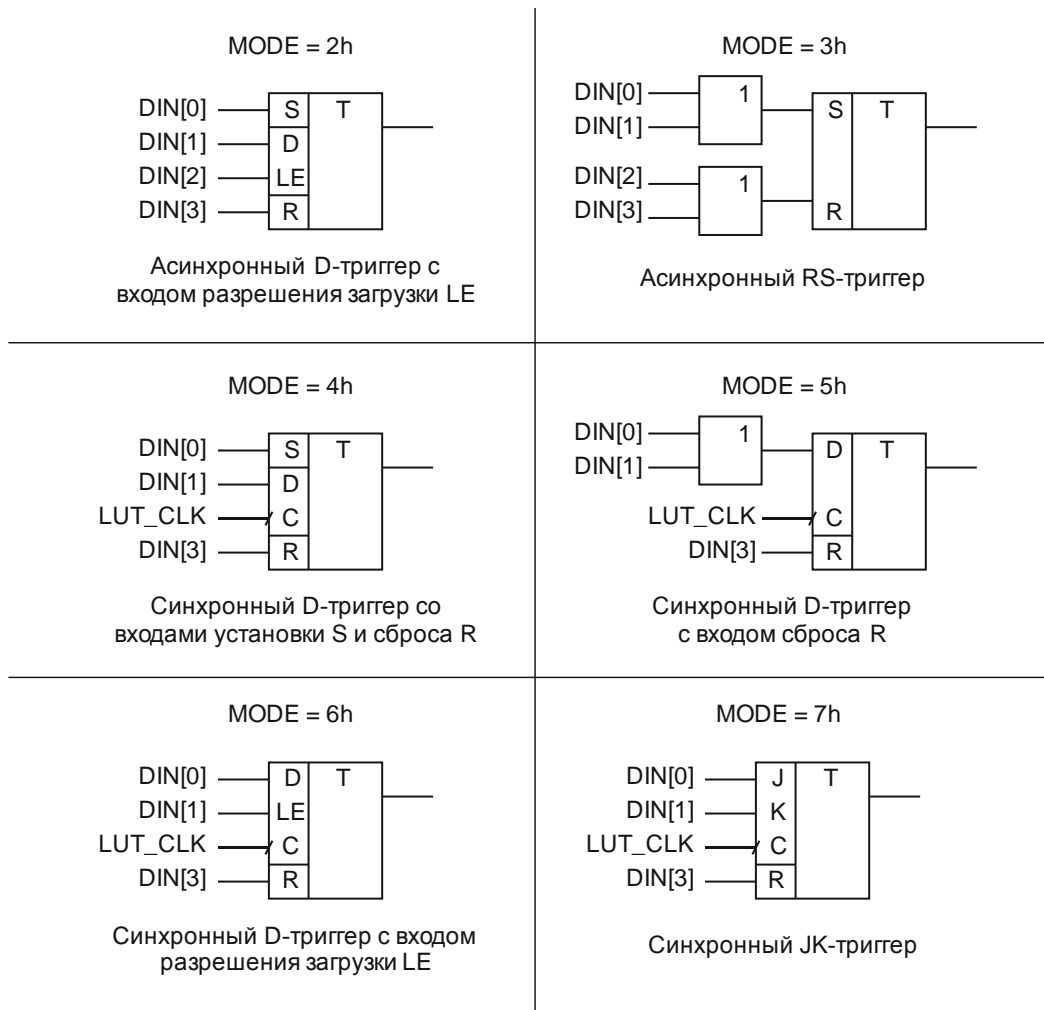 MODE = 2h
DIN[0] S T
DIN[1] D
DIN[2] LE
DIN[3] R
Асинхронный D-триггер с
входом разрешения загрузки LE
MODE = 3h
DIN[0] 1
DIN[1] S T
DIN[2] 1
DIN[3] R
Асинхронный RS-триггер
MODE = 4h
DIN[0] S T
DIN[1] D
LUT_CLK C
DIN[3] R
Синхронный D-триггер со
входами установки S и сброса R
MODE = 5h
DIN[0] 1 D T
DIN[1]
LUT_CLK C
DIN[3] R
Синхронный D-триггер
с входом сброса R
MODE = 6h
DIN[0] D T
DIN[1] LE
LUT_CLK C
DIN[3] R
Синхронный D-триггер с входом
разрешения загрузки LE
MODE = 7h
DIN[0] J T
DIN[1] K
LUT_CLK C
DIN[3] R
Синхронный JK-триггер